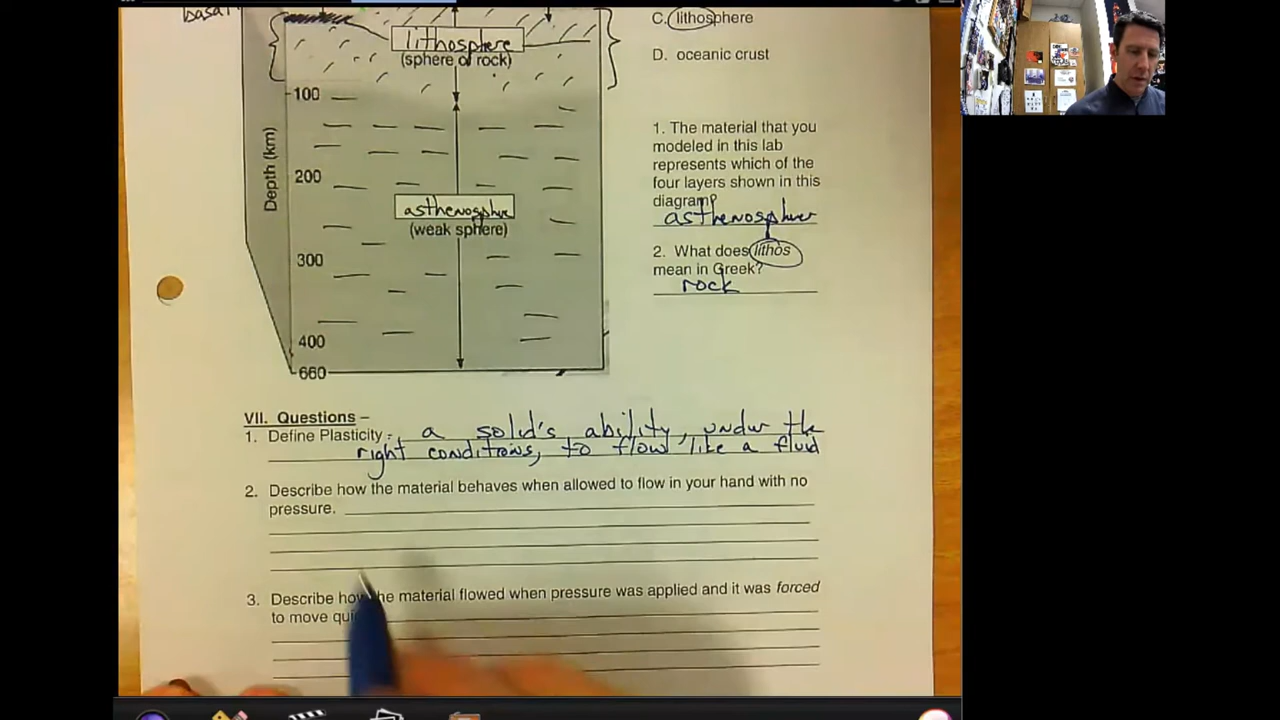 basal
C. lithosphere
lithosphere
(sphere of rock)
D. oceanic crust
100
1. The material that you
modeled in this lab
represents which of the
four layers shown in this
diagram?
asthenospher
Depth (km)
200
asthenosphere
(weak sphere)
2. What does lithos
mean in Greek?
rock
300
400
660
VII. Questions –
1. Define Plasticity - a solid's ability, under the
right conditions, to flow like a fluid
2. Describe how the material behaves when allowed to flow in your hand with no
pressure.
3. Describe how the material flowed when pressure was applied and it was forced
to move